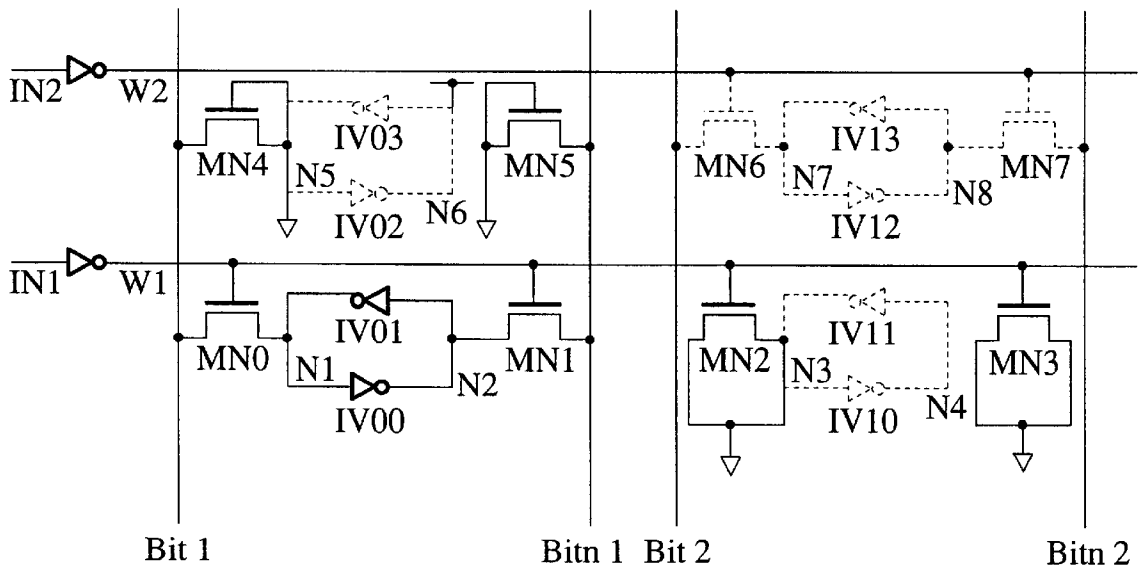 IN2 W2
MN4 IV03 MN5 MN6 IV13 MN7
N5 N6 N7 N8
IV02 IV12
IN1 W1
MN0 IV01 MN1 MN2 IV11 MN3
N1 N2 N3 N4
IV00 IV10
Bit 1 Bitn 1 Bit 2 Bitn 2